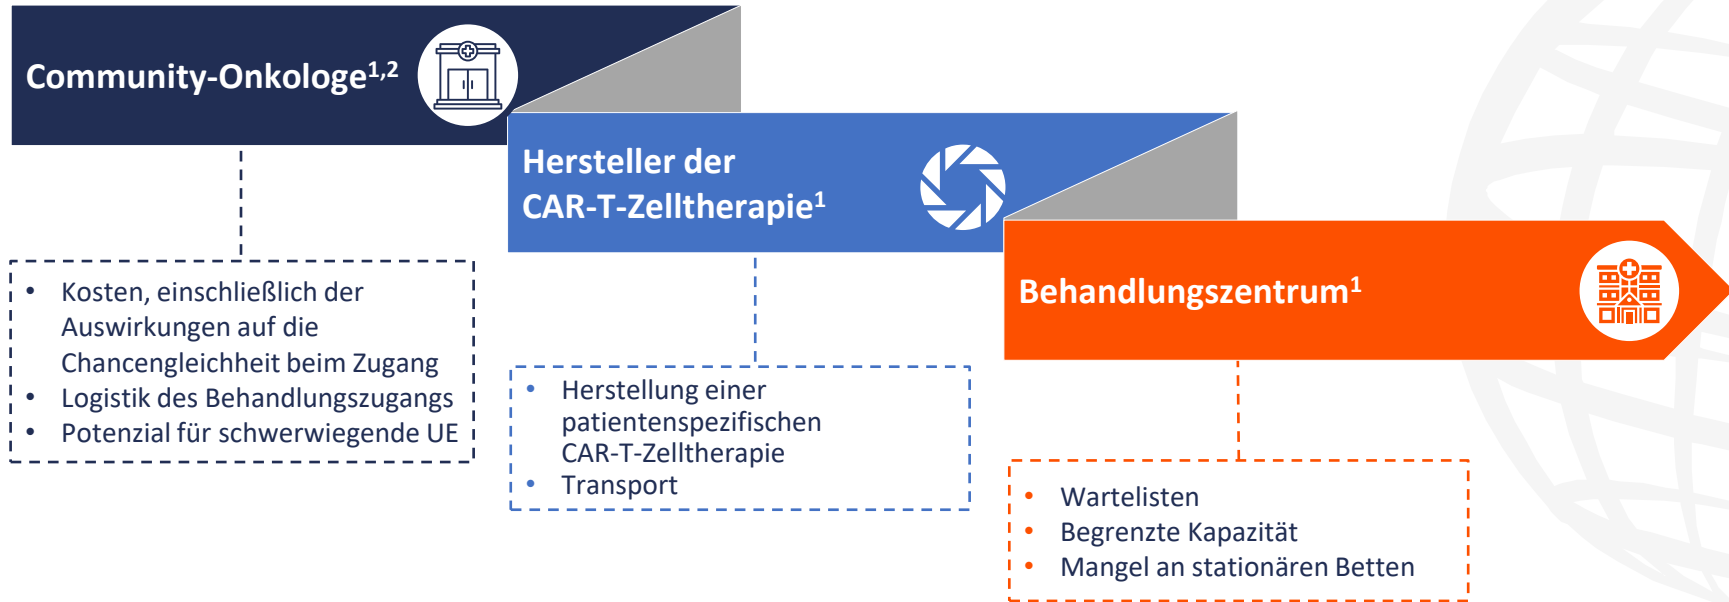 Community-Onkologe1,2
Hersteller der
CAR-T-Zelltherapie1
Behandlungszentrum1
• Kosten, einschließlich der
Auswirkungen auf die
Chancengleichheit beim Zugang
• Logistik des Behandlungszugangs
• Potenzial für schwerwiegende UE
• Herstellung einer
patientenspezifischen
CAR-T-Zelltherapie
• Transport
• Wartelisten
• Begrenzte Kapazität
• Mangel an stationären Betten